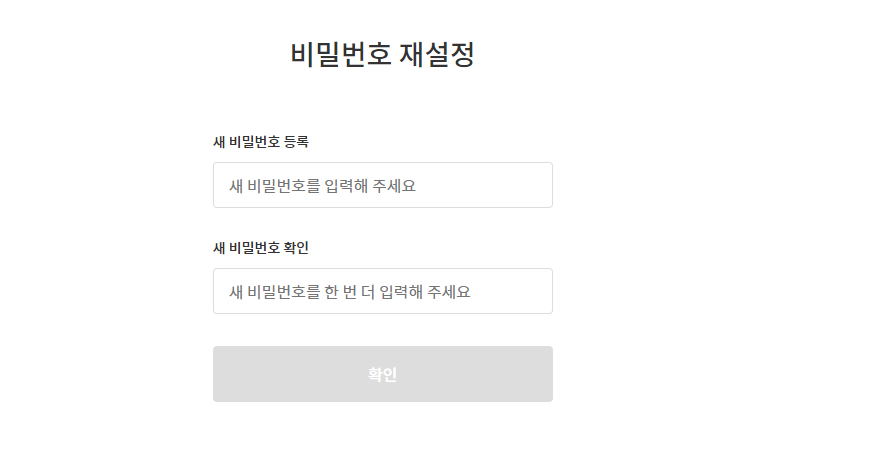 비밀번호 재설정
새 비밀번호 등록
새 비밀번호를 입력해 주세요
새 비밀번호 확인
새 비밀번호를 한 번 더 입력해 주세요
확인